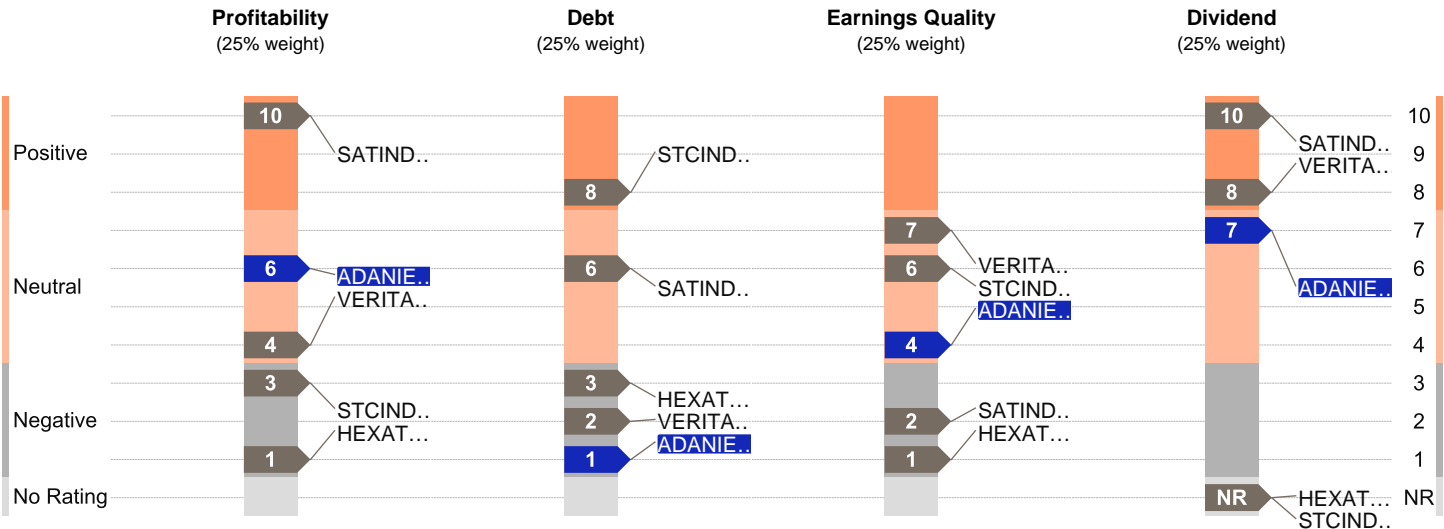 Profitability
(25% weight)
Debt
(25% weight)
Earnings Quality
(25% weight)
Dividend
(25% weight)
Positive
Neutral
Negative
No Rating
10
SATIND..
6
ADANIE..
VERITA..
4
3
STCIND..
HEXAT...
1
STCIND..
8
6
SATIND..
3
HEXAT...
2
VERITA..
ADANIE..
1
7
VERITA..
6
STCIND..
ADANIE..
4
2
SATIND..
HEXAT...
1
10
SATIND..
VERITA..
8
7
ADANIE..
NR
HEXAT...
STCIND..
10
9
8
7
6
5
4
3
2
1
NR